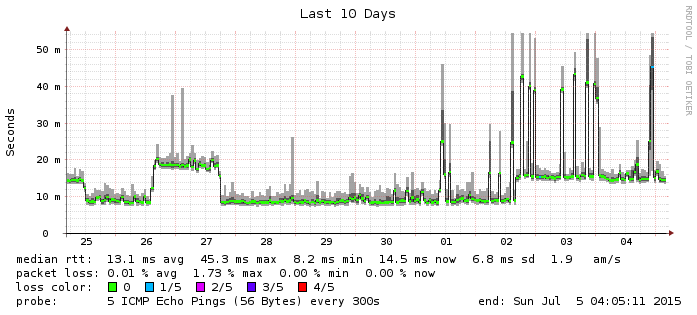 Last 10 Days
RRDTOOL / TOBI OETIKER
Seconds
50 m
40 m
30 m
20 m
10 m
0
25 26 27 28 29 30 01 02 03 04
median rtt: 13.1 ms avg 45.3 ms max 8.2 ms min 14.5 ms now 6.8 ms sd 1.9 am/s
packet loss: 0.01 % avg 1.73 % max 0.00 % min 0.00 % now
loss color: 0 1/5 2/5 3/5 4/5
probe: 5 ICMP Echo Pings (56 Bytes) every 300s end: Sun Jul 5 04:05:11 2015